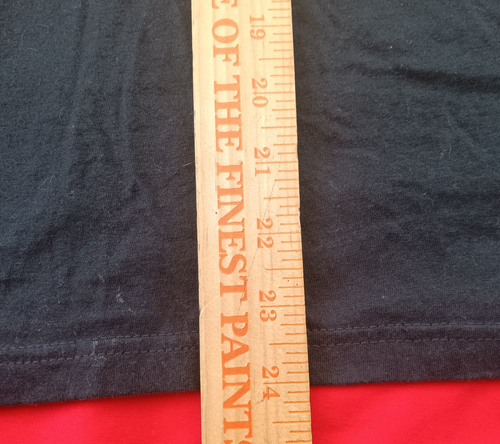 E OF THE FINEST PAINTS
19 20 21 22 23 24